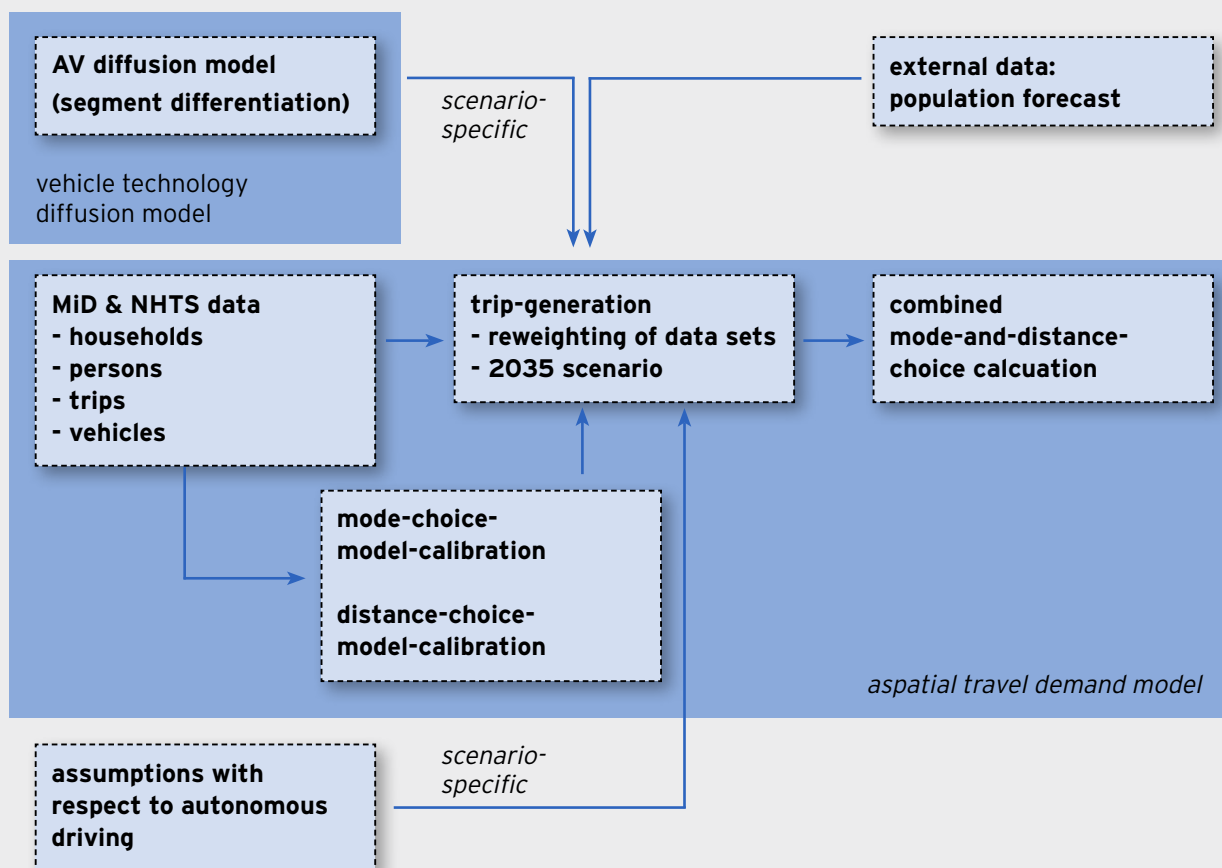 AV diffusion model
(segment differentiation)
vehicle technology
diffusion model
scenario-
specific
external data:
population forecast
MiD & NHTS data
- households
- persons
- trips
- vehicles
trip-generation
- reweighting of data sets
- 2035 scenario
combined
mode-and-distance-
choice calcuation
mode-choice-
model-calibration
distance-choice-
model-calibration
aspatial travel demand model
assumptions with
respect to autonomous
driving
scenario-
specific